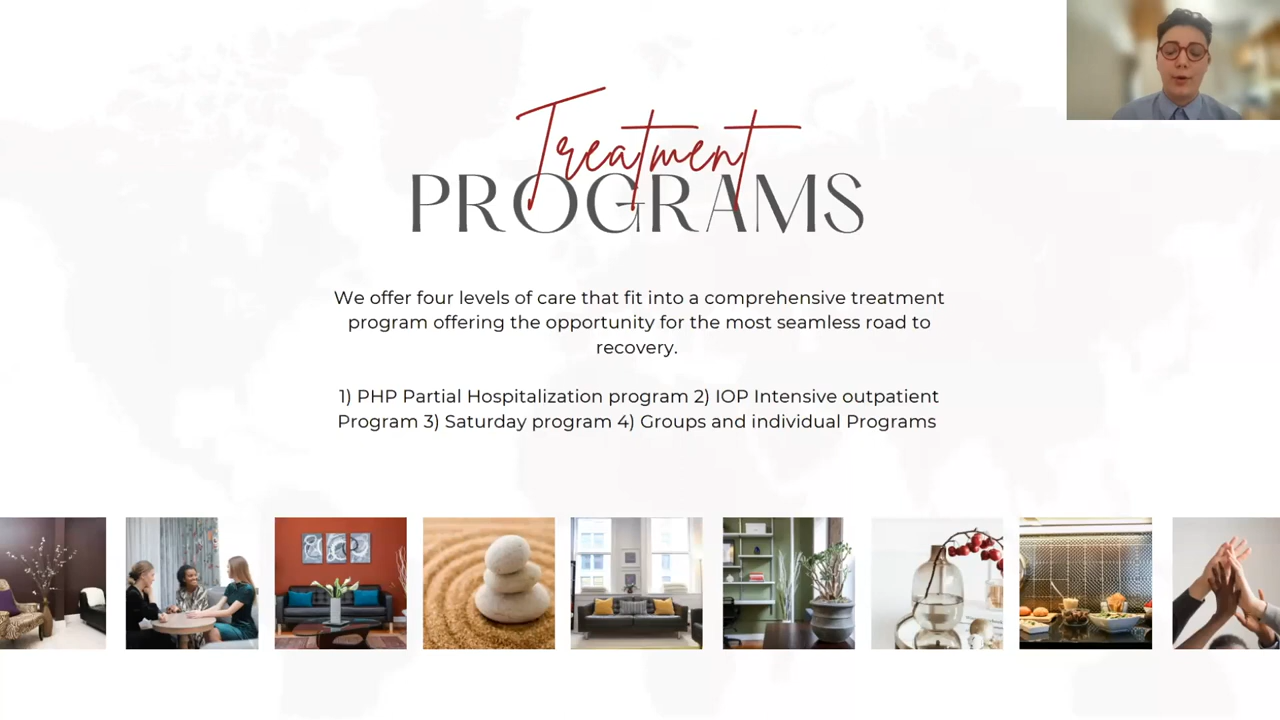 Treatment
PROGRAMS
We offer four levels of care that fit into a comprehensive treatment
program offering the opportunity for the most seamless road to
recovery.
1) PHP Partial Hospitalization program 2) IOP Intensive outpatient
Program 3) Saturday program 4) Groups and individual Programs